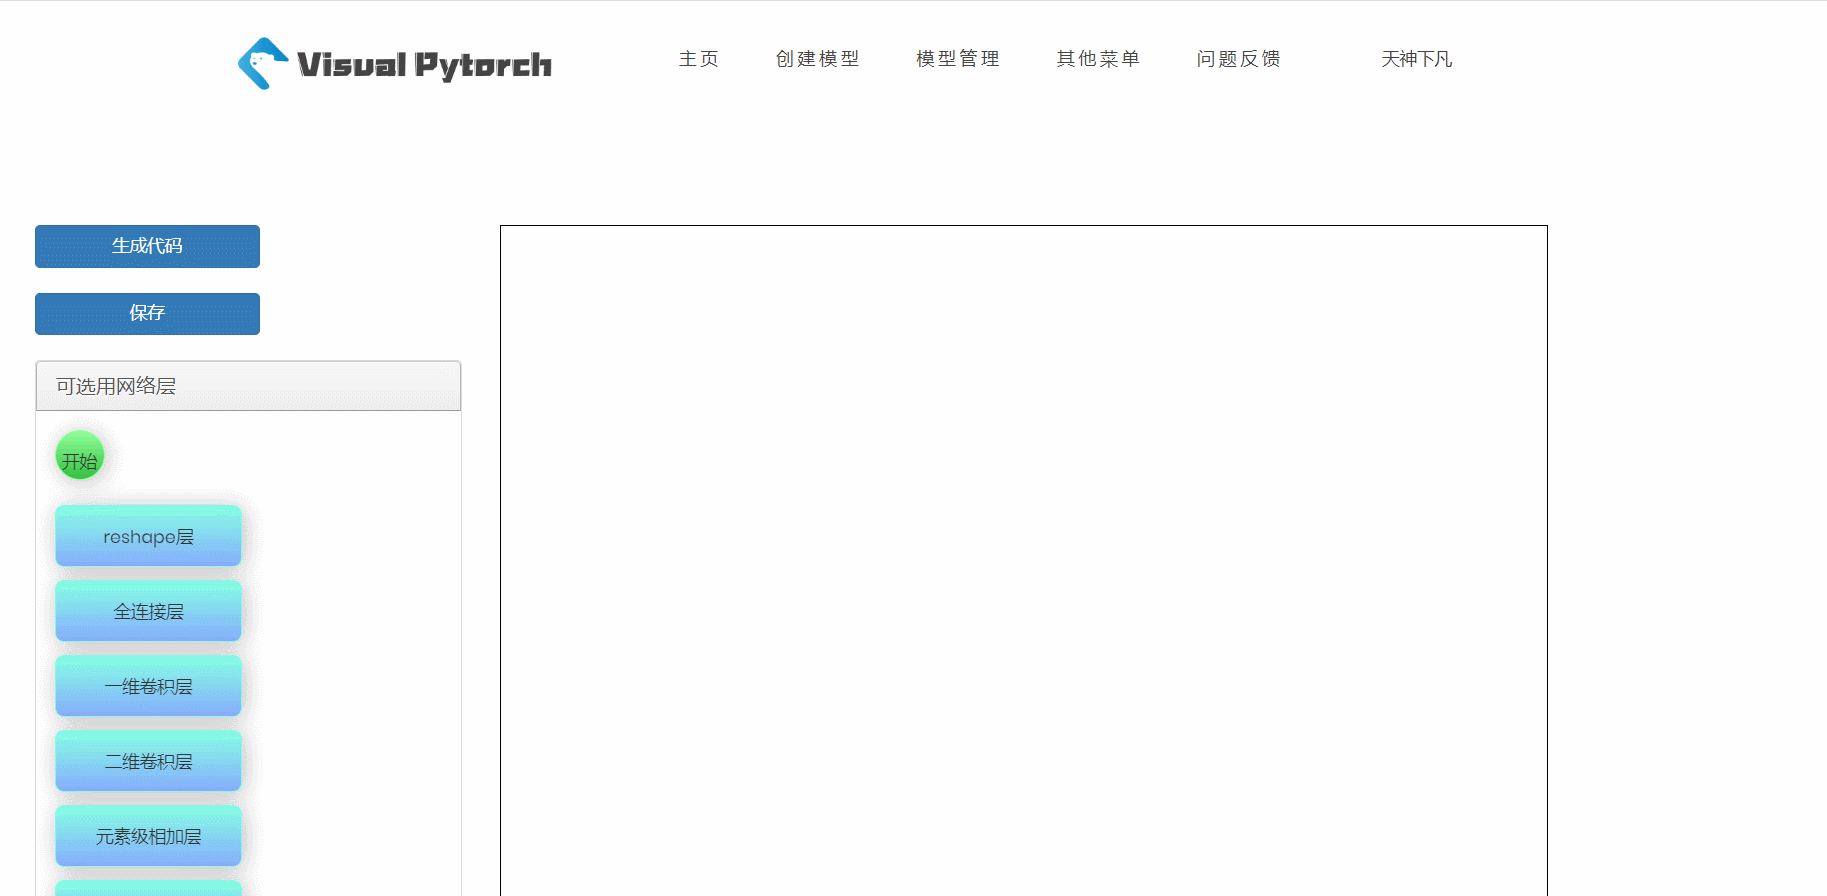 Visual Pytorch
主页 创建模型 模型管理 其他菜单 问题反馈 天神下凡
生成代码
保存
可选用网络层
开始
reshape层
全连接层
一维卷积层
二维卷积层
元素级相加层